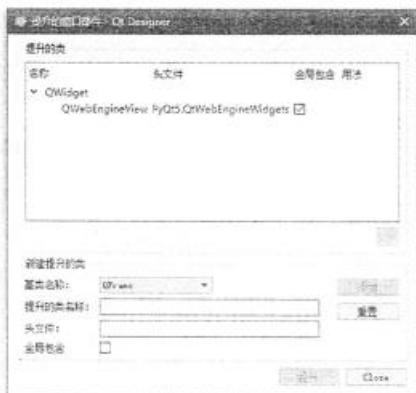 提升的窗口部件 - Qt Designer
提升的类
名称 头文件 全局包含 用法
QWidget
QWebEngineView PyQt5.QtWebEngineWidgets
新建提升的类
基类名称: QFrame
提升的类名称:
头文件: 
重置
全局包含
Close